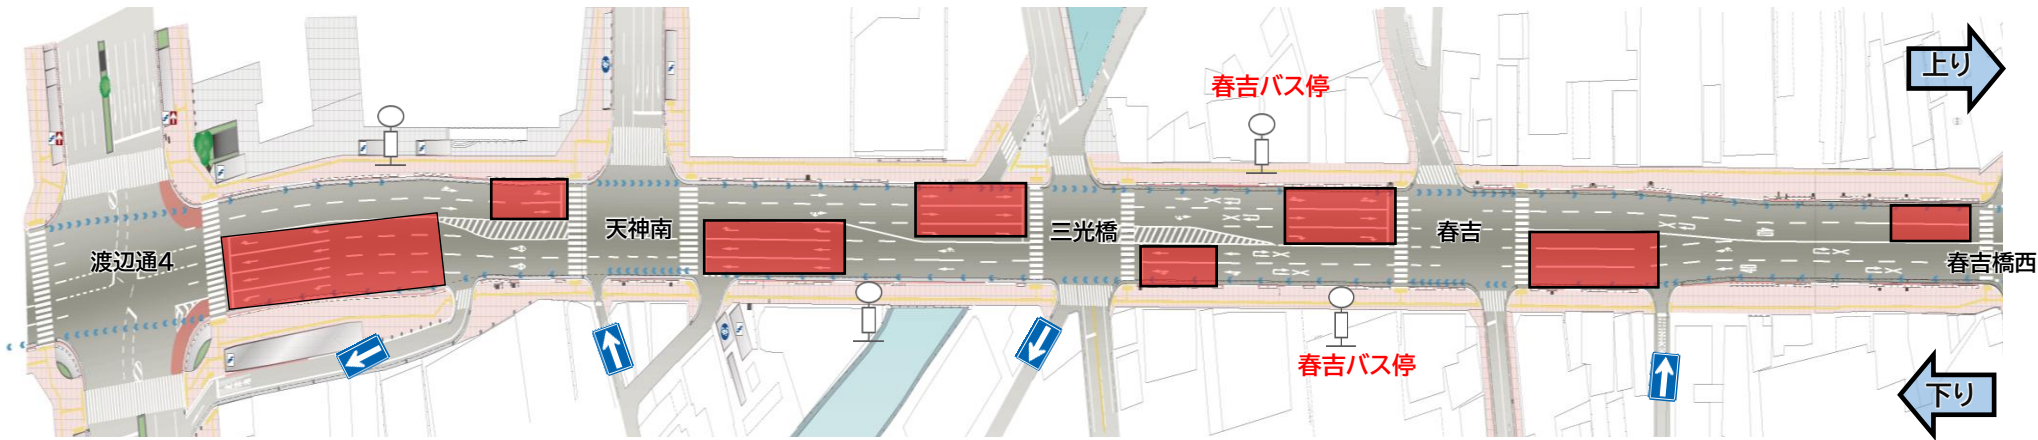 上り
春吉バス停
天神南
三光橋
春吉
渡辺通4
春吉橋西
春吉バス停
下り